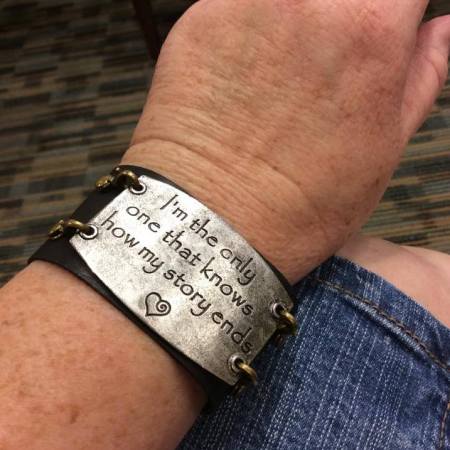 I'm the only
one that knows
how my story ends.